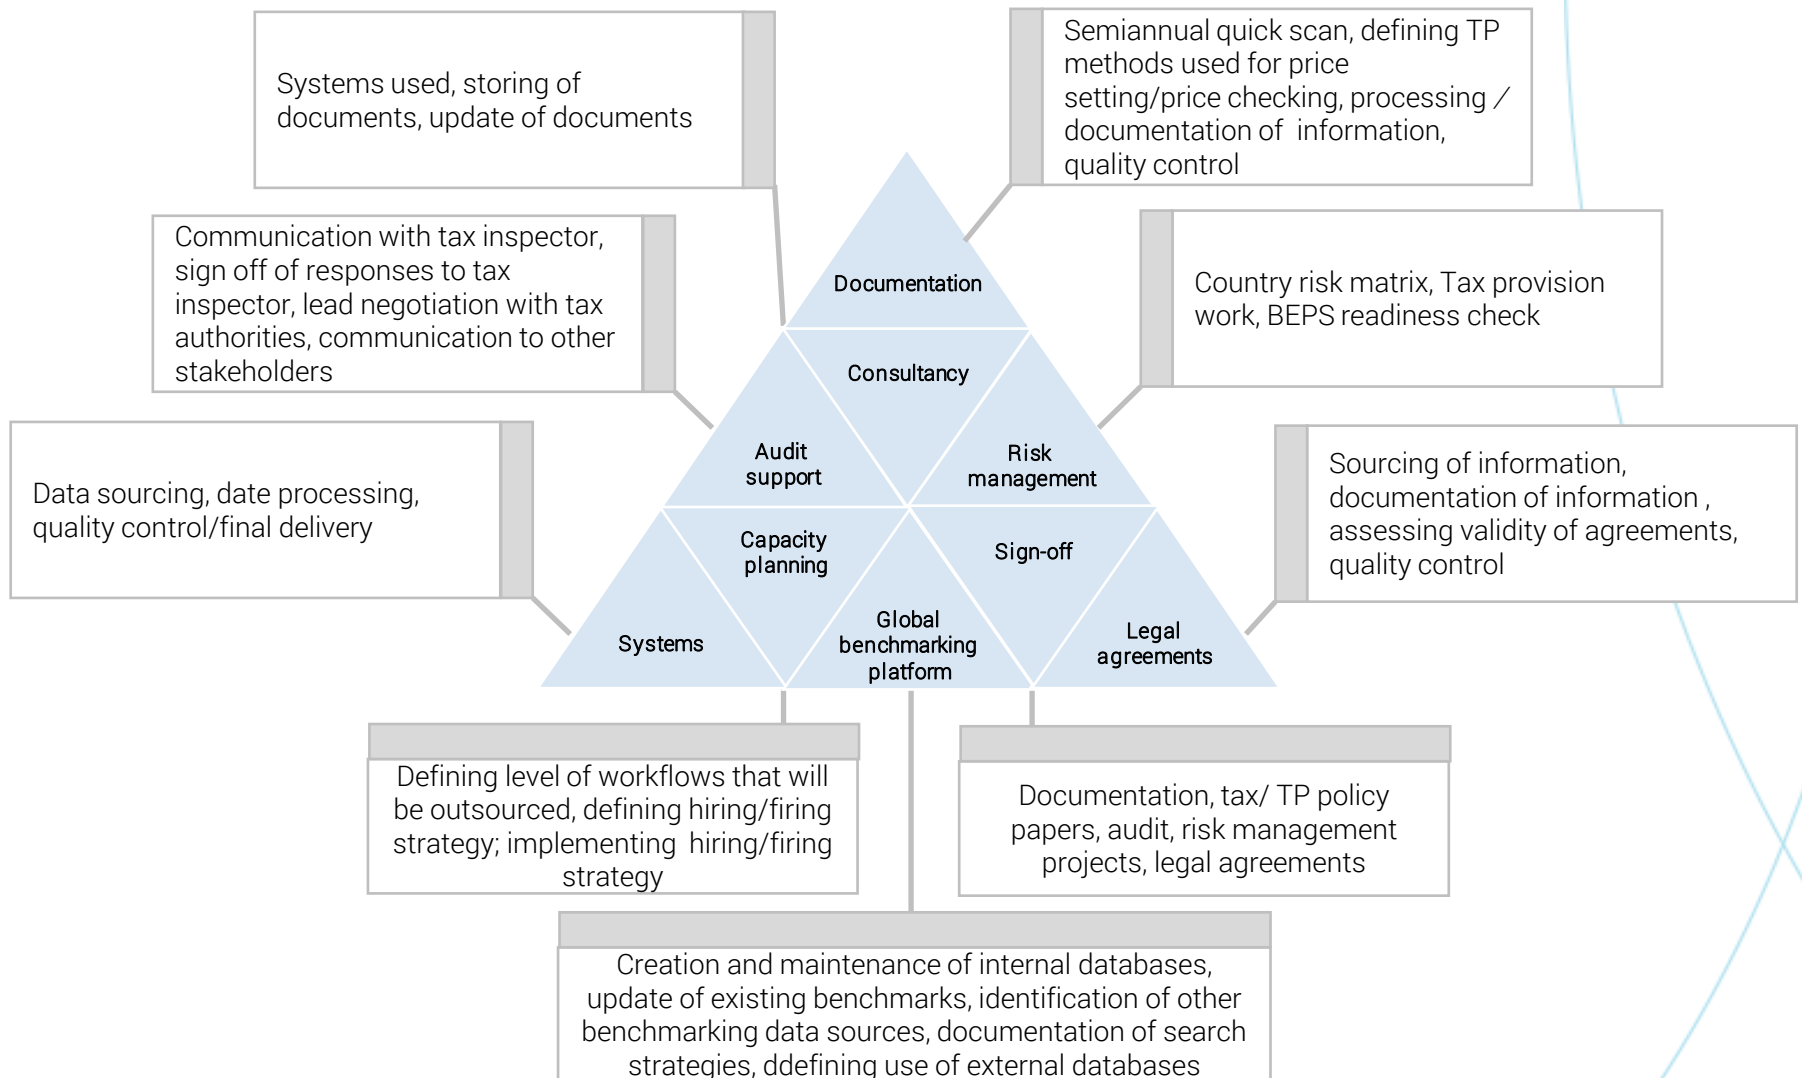 Systems used, storing of
documents, update of documents
Semiannual quick scan, defining TP
methods used for price
setting/price checking, processing /
documentation of  information,
quality control
Communication with tax inspector,
sign off of responses to tax
inspector, lead negotiation with tax
authorities, communication to other
stakeholders
Country risk matrix, Tax provision
work, BEPS readiness check
Data sourcing, date processing,
quality control/final delivery
Sourcing of information,
documentation of information ,
assessing validity of agreements,
quality control
Documentation
Consultancy
Audit
support
Risk
management
Capacity
planning
Sign-off
Systems
Global
benchmarking
platform
Legal
agreements
Defining level of workflows that will
be outsourced, defining hiring/firing
strategy; implementing  hiring/firing
strategy
Documentation, tax/ TP policy
papers, audit, risk management
projects, legal agreements
Creation and maintenance of internal databases,
update of existing benchmarks, identification of other
benchmarking data sources, documentation of search
strategies, ddefining use of external databases